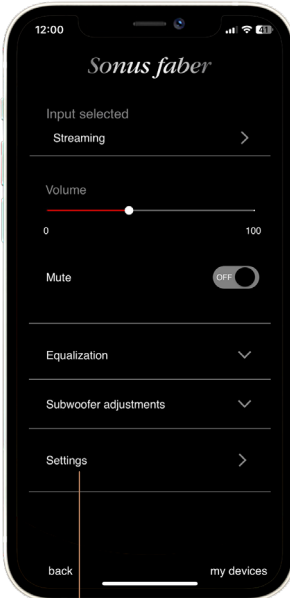 12:00
41
Sonus faber
Input selected
Streaming
Volume
0 100
Mute
OFF
Equalization
Subwoofer adjustments
Settings
back my devices